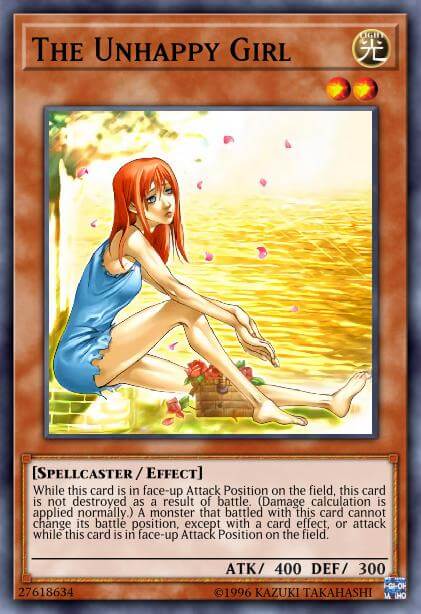 THE UNHAPPY GIRL
LIGHT
光
[SPELLCASTER / EFFECT]
While this card is in face-up Attack Position on the field, this card
is not destroyed as a result of battle. (Damage calculation is
applied normally.) A monster that battled with this card cannot
change its battle position, except with a card effect, or attack
while this card is in face-up Attack Position on the field.
ATK/ 400 DEF/ 300
27618634
©1996 KAZUKI TAKAHASHI